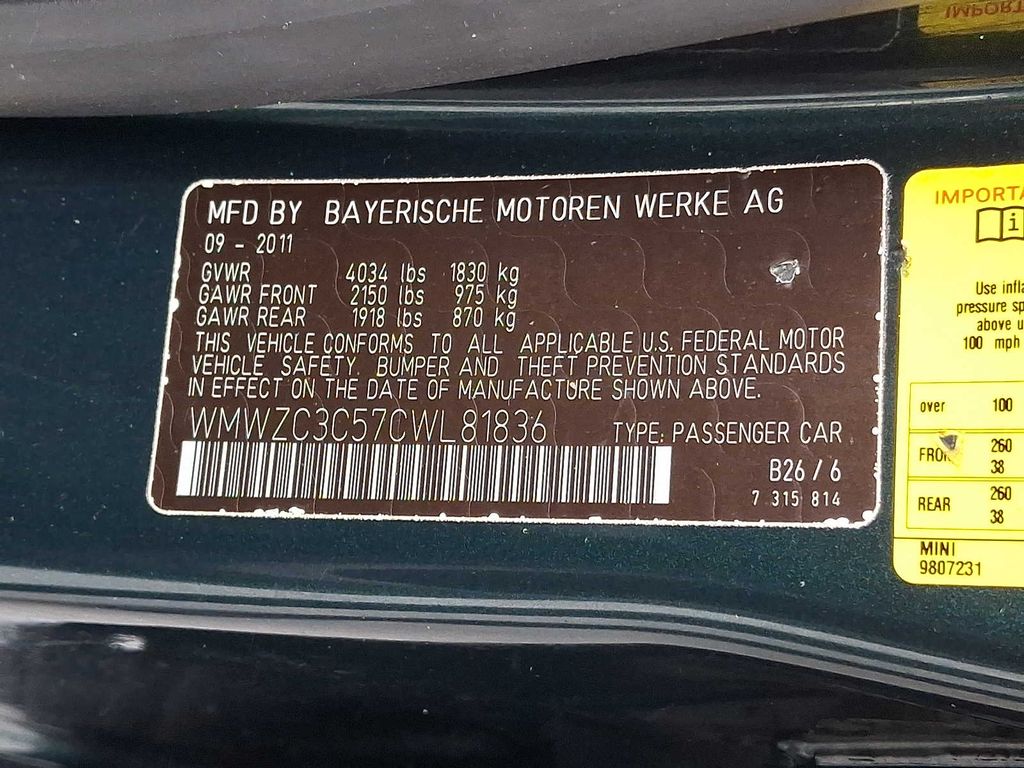 MFD BY BAYERISCHE MOTOREN WERKE AG
09 - 2011
GVWR 4034 lbs 1830 kg
GAWR FRONT 2150 lbs 975 kg
GAWR REAR 1918 lbs 870 kg
THIS VEHICLE CONFORMS TO ALL APPLICABLE U.S. FEDERAL MOTOR
VEHICLE SAFETY, BUMPER AND THEFT PREVENTION STANDARDS
IN EFFECT ON THE DATE OF MANUFACTURE SHOWN ABOVE.
WMWZC3C57CWL81836 TYPE: PASSENGER CAR
B26 / 6
7 315 814
IMPORTA
i
Use infla
pressure sp
above u
100 mph
over 100
FRON 260
38
REAR 260
38
MINI
9807231